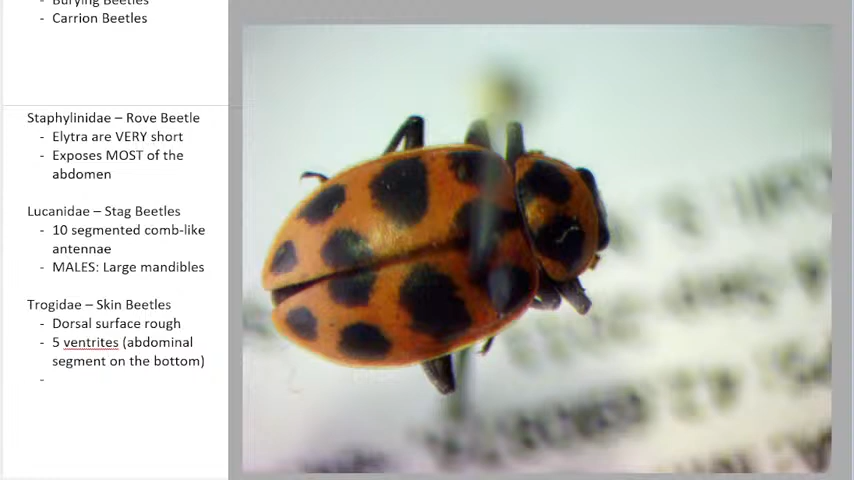 - Burying Beetles
- Carrion Beetles
Staphylinidae – Rove Beetle
- Elytra are VERY short
- Exposes MOST of the
abdomen
Lucanidae – Stag Beetles
- 10 segmented comb-like
antennae
- MALES: Large mandibles
Trogidae – Skin Beetles
- Dorsal surface rough
- 5 ventrites (abdominal
segment on the bottom)
-